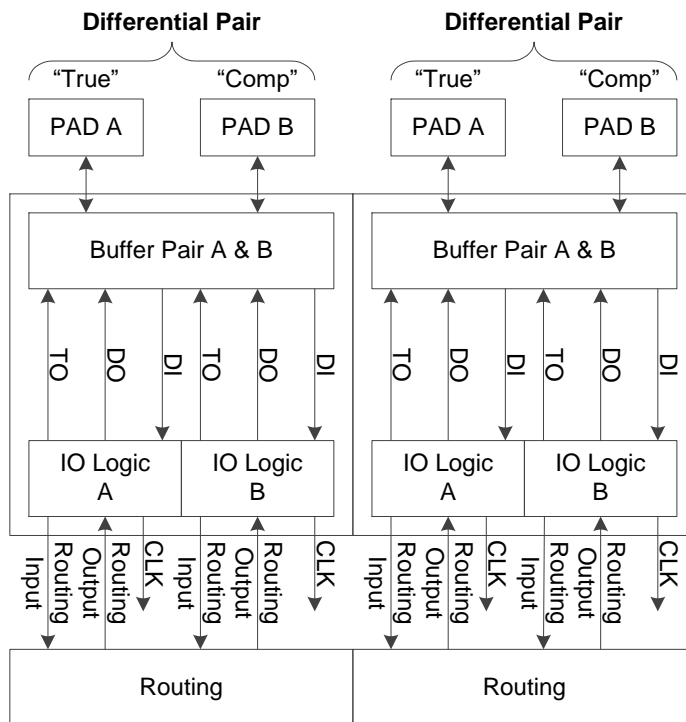 Differential Pair
Differential Pair
“True”
“Comp”
“True”
“Comp”
PAD A
PAD B
PAD A
PAD B
Buffer Pair A & B
Buffer Pair A & B
TO
DO
DI
TO
DO
DI
TO
DO
DI
TO
DO
DI
IO Logic
A
IO Logic
B
IO Logic
A
IO Logic
B
Routing
Input
Routing
Output
CLK
Routing
Input
Routing
Output
CLK
Routing
Input
Routing
Output
CLK
Routing
Input
Routing
Output
CLK
Routing
Routing